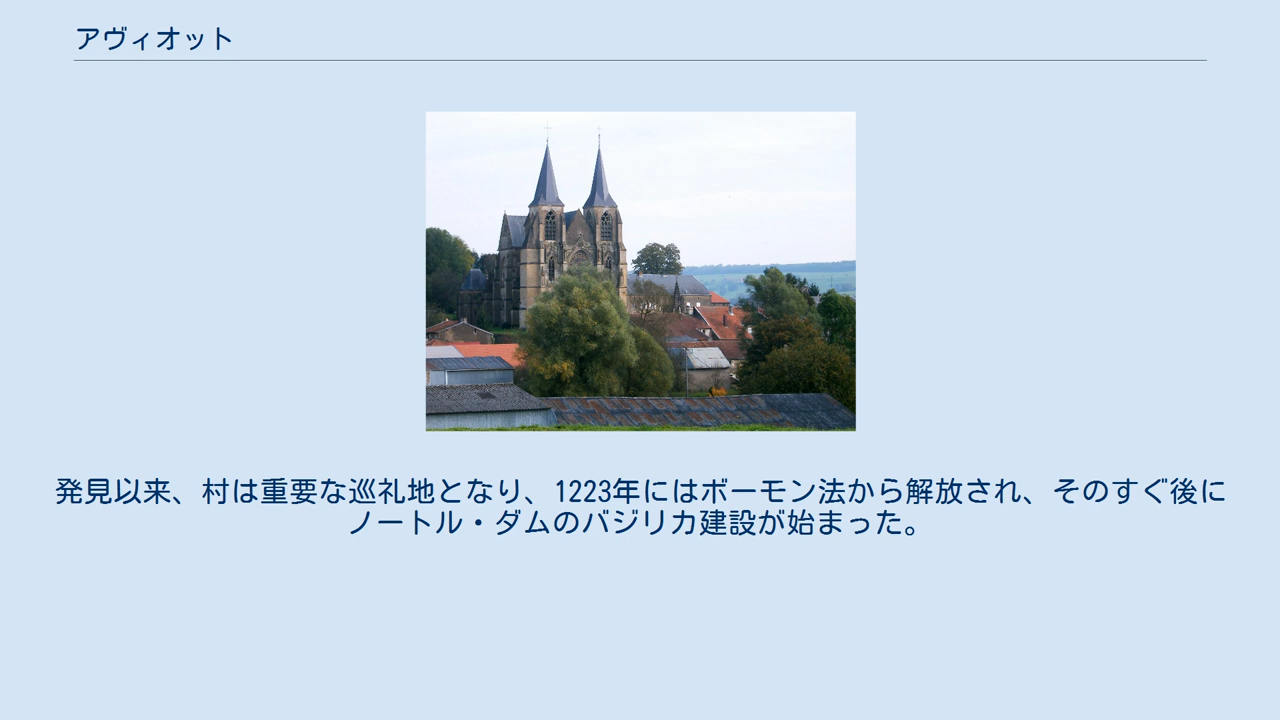 アヴィオット
発見以来、村は重要な巡礼地となり、1223年にはボーモン法から解放され、そのすぐ後に
ノートル・ダムのバジリカ建設が始まった。